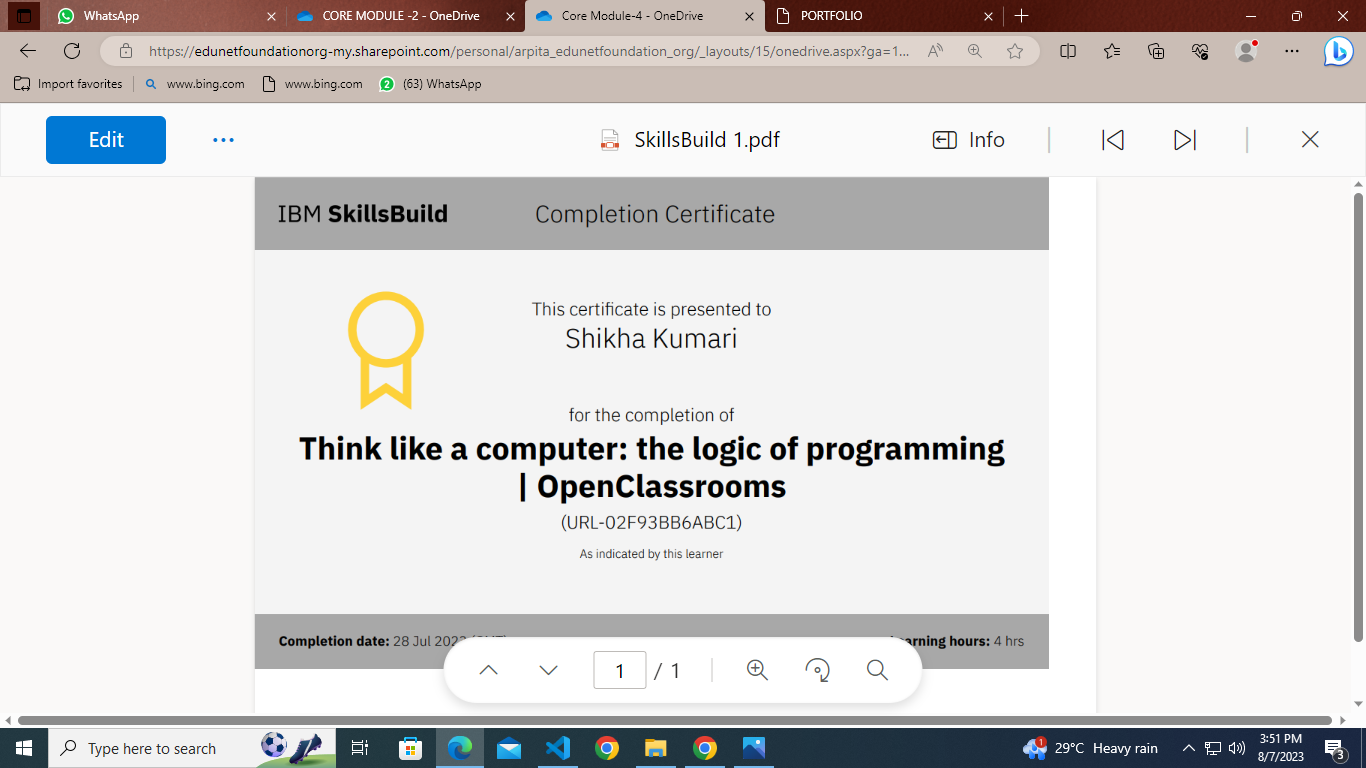 WhatsApp
CORE MODULE -2 - OneDrive
Core Module-4 - OneDrive
PORTFOLIO
https://edunetfoundationorg-my.sharepoint.com/personal/arpita_edunetfoundation_org/_layouts/15/onedrive.aspx?ga=1...
Import favorites
www.bing.com
www.bing.com
2
(63) WhatsApp
Edit
SkillsBuild 1.pdf
Info
IBM SkillsBuild
Completion Certificate
This certificate is presented to
Shikha Kumari
for the completion of
Think like a computer: the logic of programming
| OpenClassrooms
(URL-02F93BB6ABC1)
As indicated by this learner
Completion date: 28 Jul
hours: 4 hrs
1 / 1
Type here to search
1
29°C Heavy rain
3:51 PM
8/7/2023
3